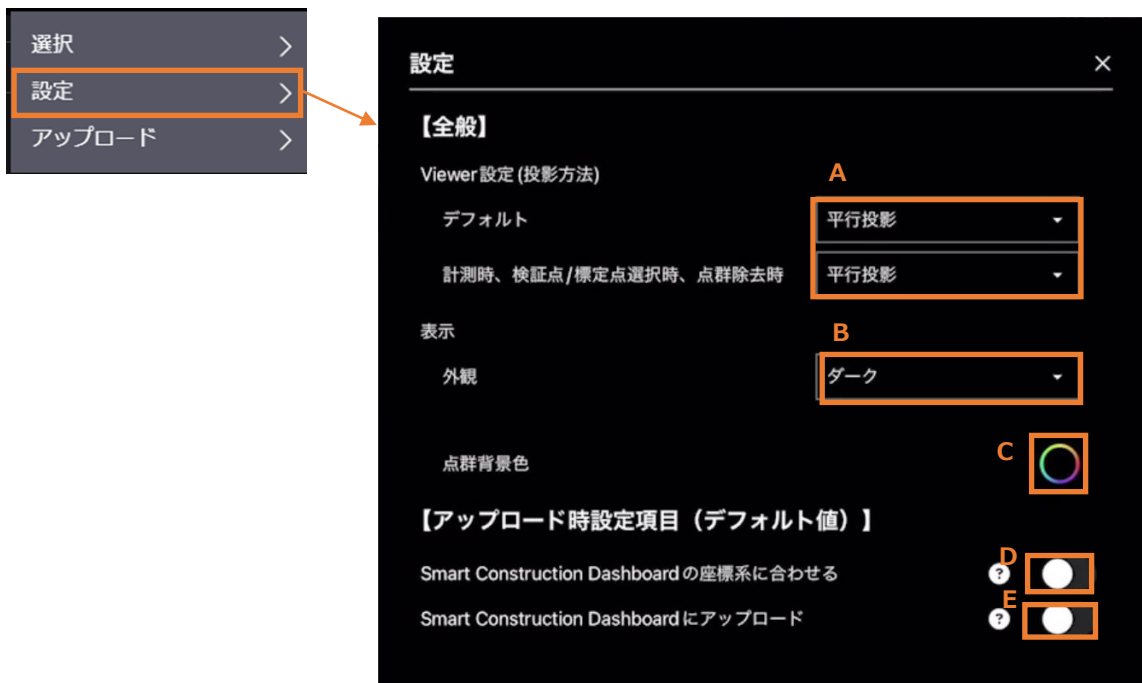 選択
設定
アップロード
設定
【全般】
Viewer設定(投影方法)
A
デフォルト 平行投影
計測時、検証点/標定点選択時、点群除去時 平行投影
表示
B
外観 ダーク
点群背景色 C
【アップロード時設定項目（デフォルト値）】
Smart Construction Dashboardの座標系に合わせる ? D
Smart Construction Dashboardにアップロード ? E